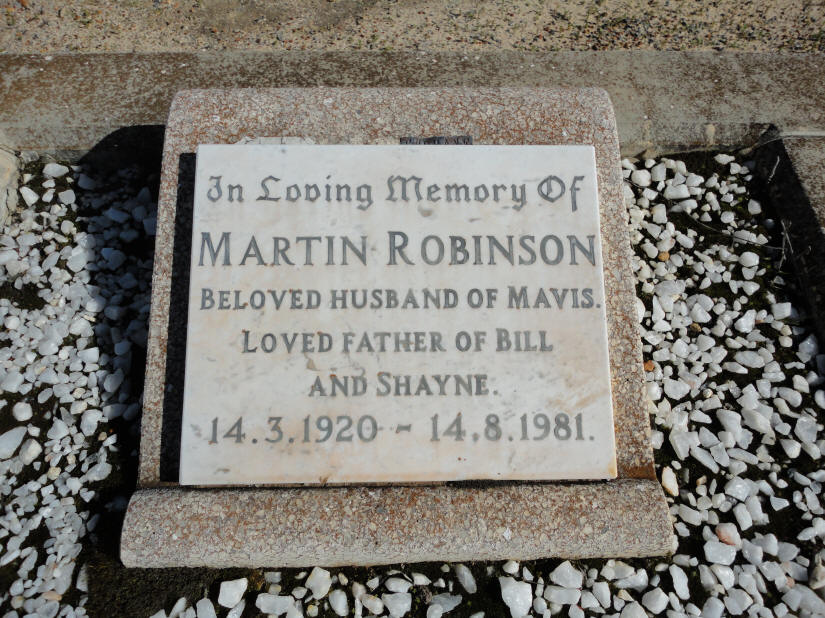 In Loving Memory Of
MARTIN ROBINSON
BELOVED HUSBAND OF MAVIS.
LOVED FATHER OF BILL
AND SHAYNE.
14.3.1920 - 14.8.1981.